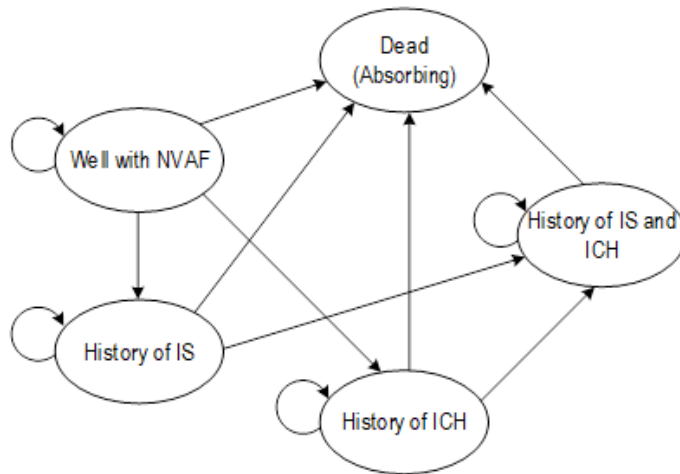 Dead
(Absorbing)
Well with NVAF
History of IS and
ICH
History of IS
History of ICH